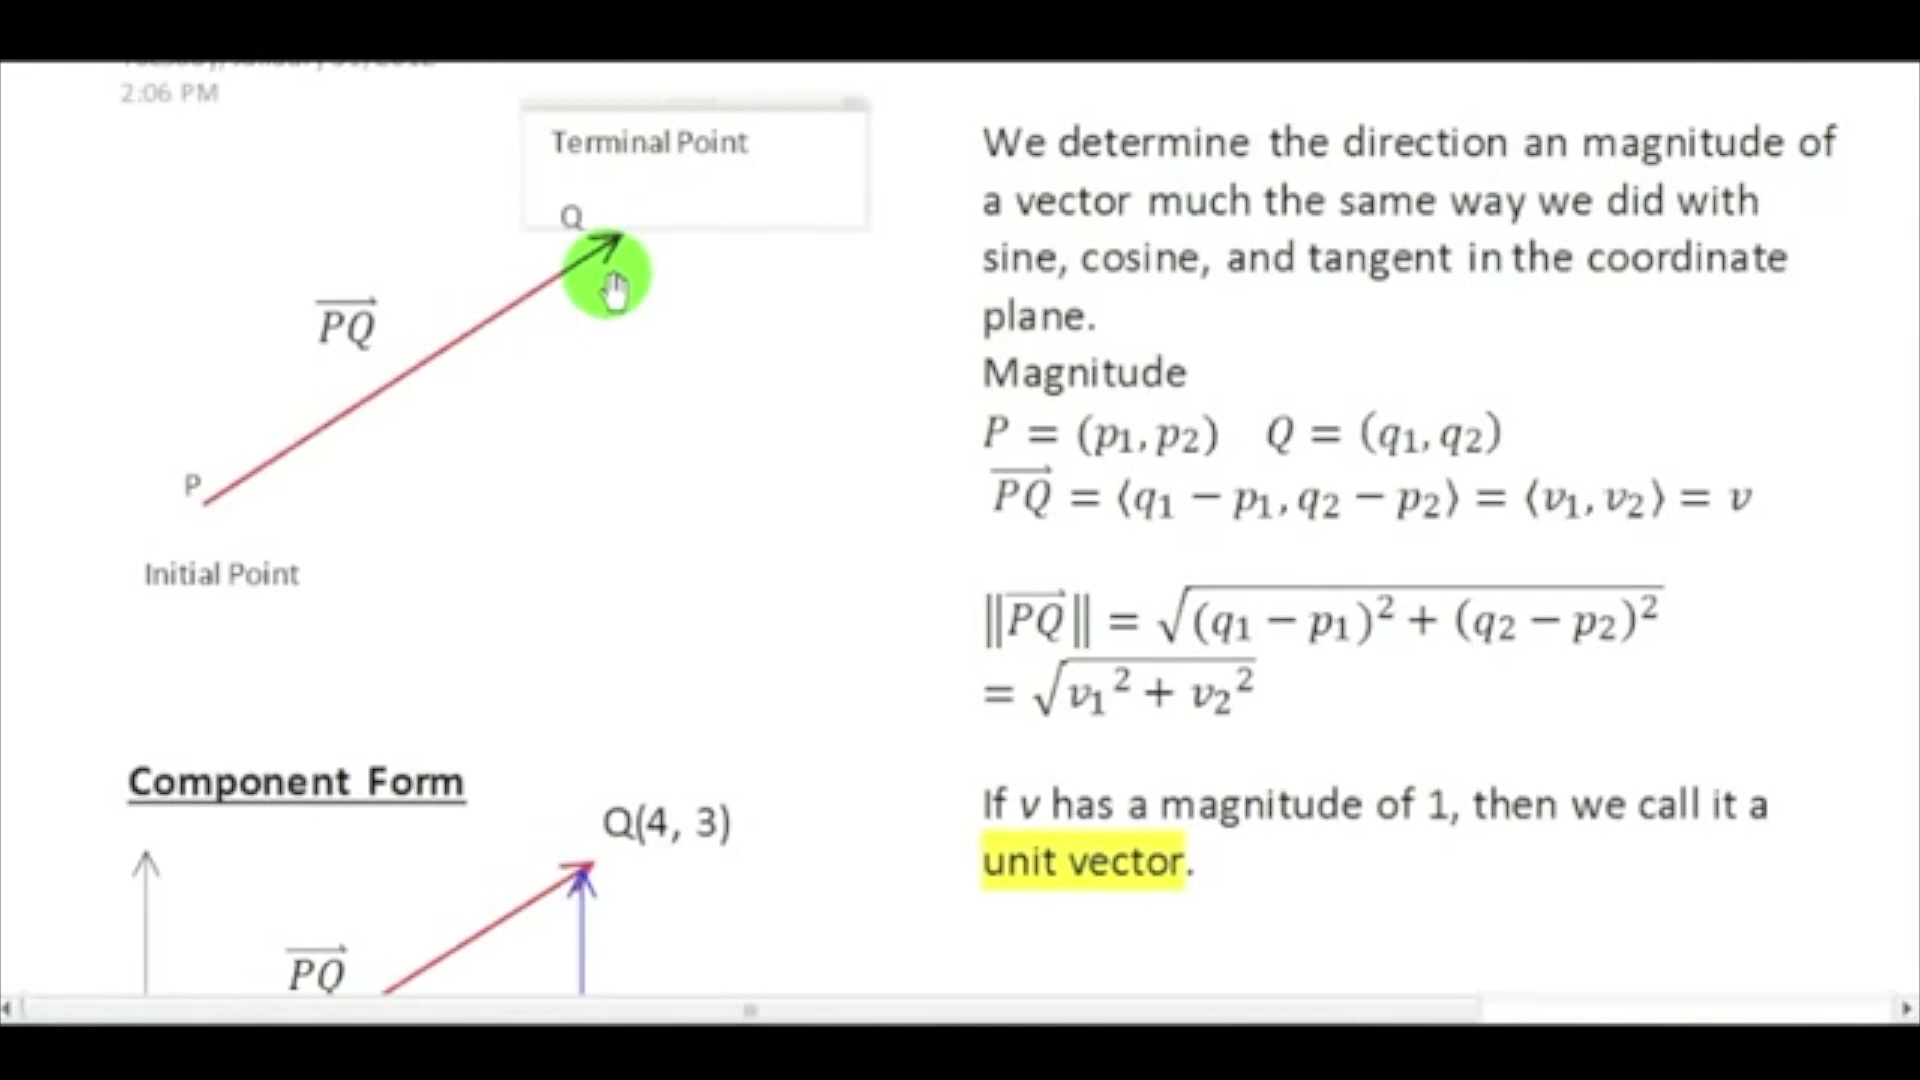 2:06 PM
Terminal Point
Q
PQ
P
Initial Point
Component Form
Q(4, 3)
PQ
We determine the direction an magnitude of
a vector much the same way we did with
sine, cosine, and tangent in the coordinate
plane.
Magnitude
P = (p₁, p₂) Q = (q₁, q₂)
PQ = ⟨q₁ − p₁, q₂ − p₂⟩ = ⟨v₁, v₂⟩ = v
‖PQ‖ = √(q₁ − p₁)² + (q₂ − p₂)²
= √v₁² + v₂²
If v has a magnitude of 1, then we call it a
unit vector.